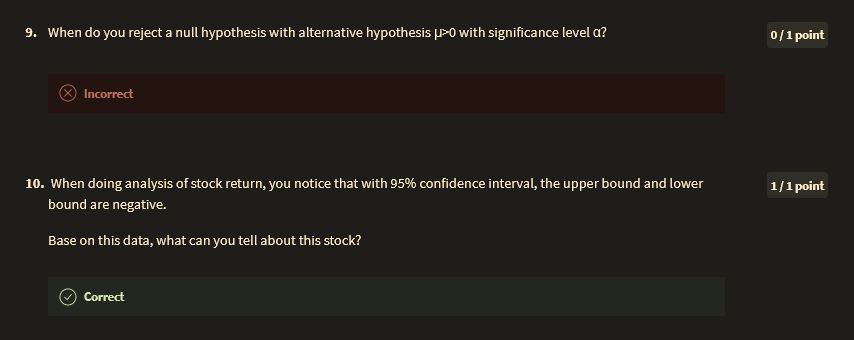 9. When do you reject a null hypothesis with alternative hypothesis μ>0 with significance level α?
0 / 1 point
Incorrect
10. When doing analysis of stock return, you notice that with 95% confidence interval, the upper bound and lower
1 / 1 point
bound are negative.
Base on this data, what can you tell about this stock?
Correct